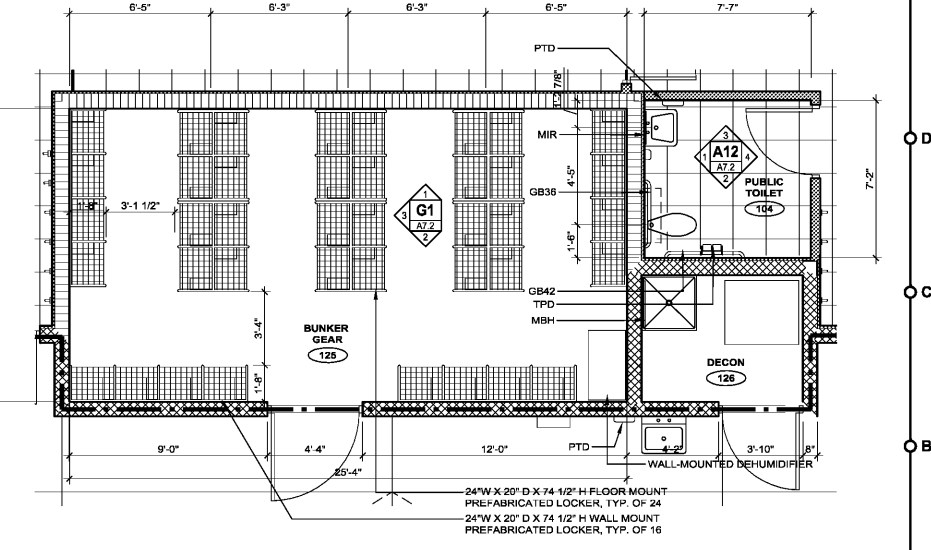 6'-5"
6'-3"
6'-3"
6'-5"
7'-7"
PTD
D
MIR
3
1 A12 4
A7.2
2
4'-5"
7'-2"
PUBLIC
TOILET
104
GB36
1'-8"
3'-1 1/2"
1
3 G1
A7.2
2
1'-6"
GB42
C
TPD
MBH
3'-4"
BUNKER
GEAR
125
DECON
126
1'-8"
9'-0"
4'-4"
12'-0"
PTD
4'-2"
3'-10"
8"
B
WALL-MOUNTED DEHUMIDIFIER
25'-4"
24"W X 20" D X 74 1/2" H FLOOR MOUNT
PREFABRICATED LOCKER, TYP. OF 24
24"W X 20" D X 74 1/2" H WALL MOUNT
PREFABRICATED LOCKER, TYP. OF 16